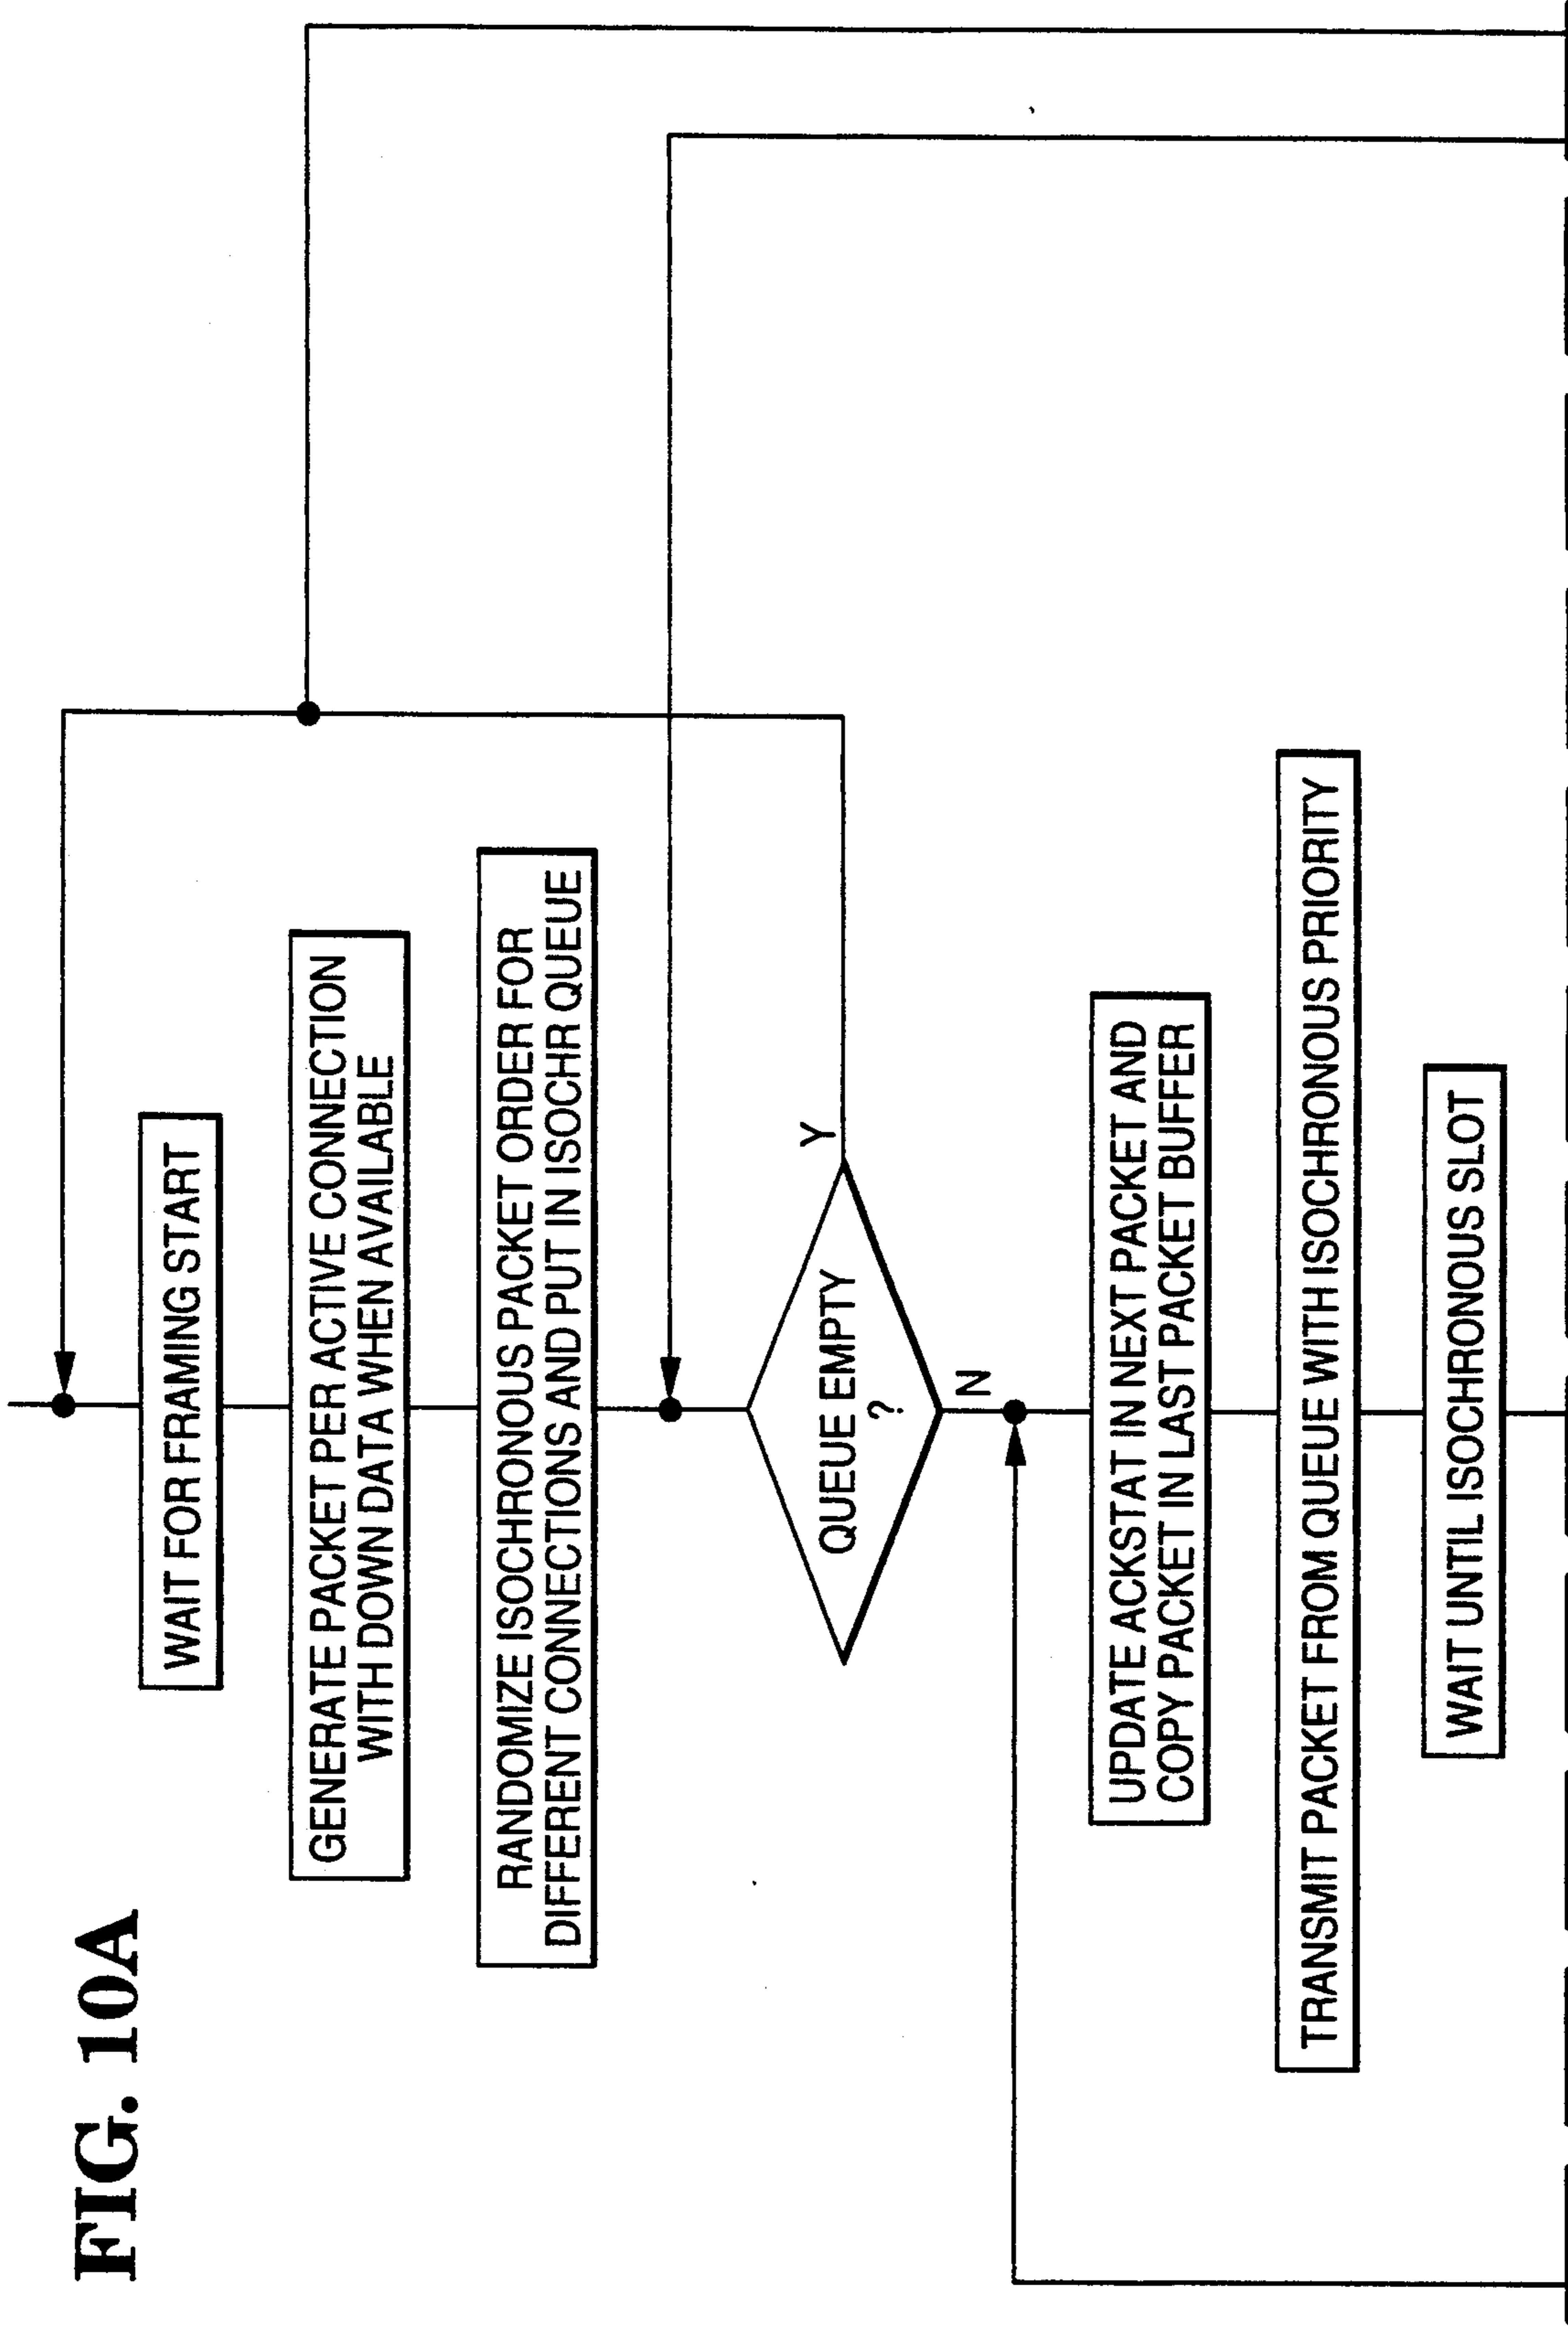 FIG. 10A
WAIT FOR FRAMING START
GENERATE PACKET PER ACTIVE CONNECTION
WITH DOWN DATA WHEN AVAILABLE
RANDOMIZE ISOCHRONOUS PACKET ORDER FOR
DIFFERENT CONNECTIONS AND PUT IN ISOCHR QUEUE
QUEUE EMPTY
?
Y
N
UPDATE ACKSTAT IN NEXT PACKET AND
COPY PACKET IN LAST PACKET BUFFER
TRANSMIT PACKET FROM QUEUE WITH ISOCHRONOUS PRIORITY
WAIT UNTIL ISOCHRONOUS SLOT